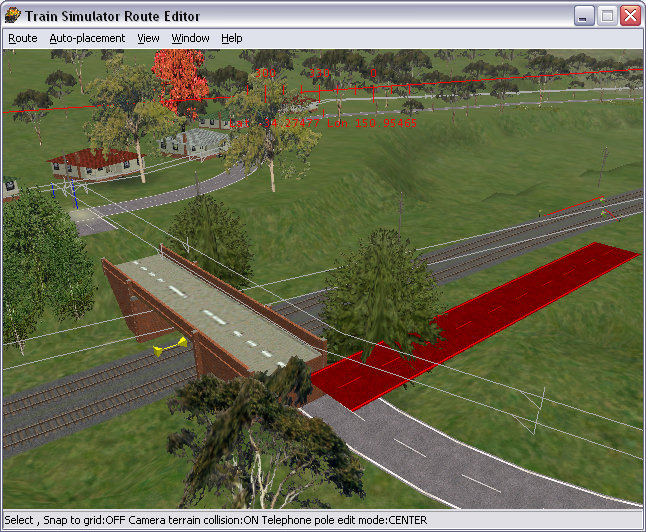 Train Simulator Route Editor
Route Auto-placement View Window Help
Select , Snap to grid:OFF Camera terrain collision:ON Telephone pole edit mode:CENTER